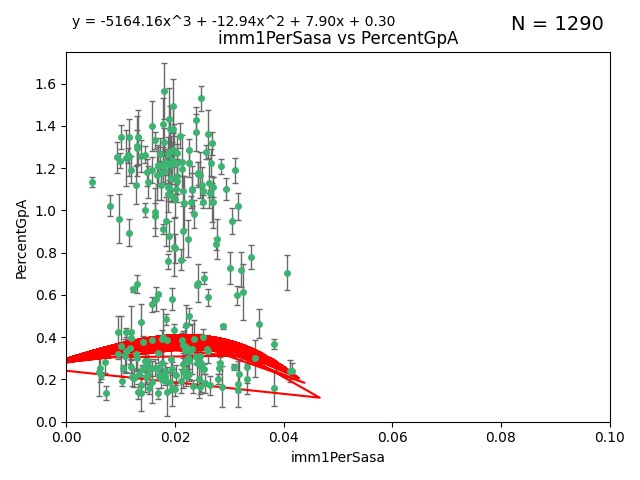 y = -5164.16x^3 + -12.94x^2 + 7.90x + 0.30
N = 1290
imm1PerSasa vs PercentGpA
PercentGpA
1.6
1.4
1.2
1.0
0.8
0.6
0.4
0.2
0.0
0.00 0.02 0.04 0.06 0.08 0.10
imm1PerSasa